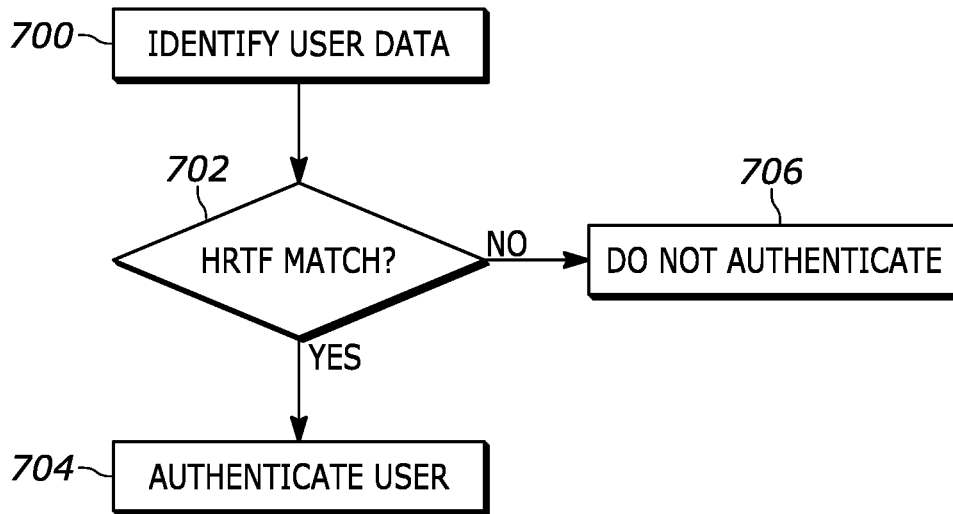 700
IDENTIFY USER DATA
702
HRTF MATCH?
NO
706
DO NOT AUTHENTICATE
YES
704
AUTHENTICATE USER